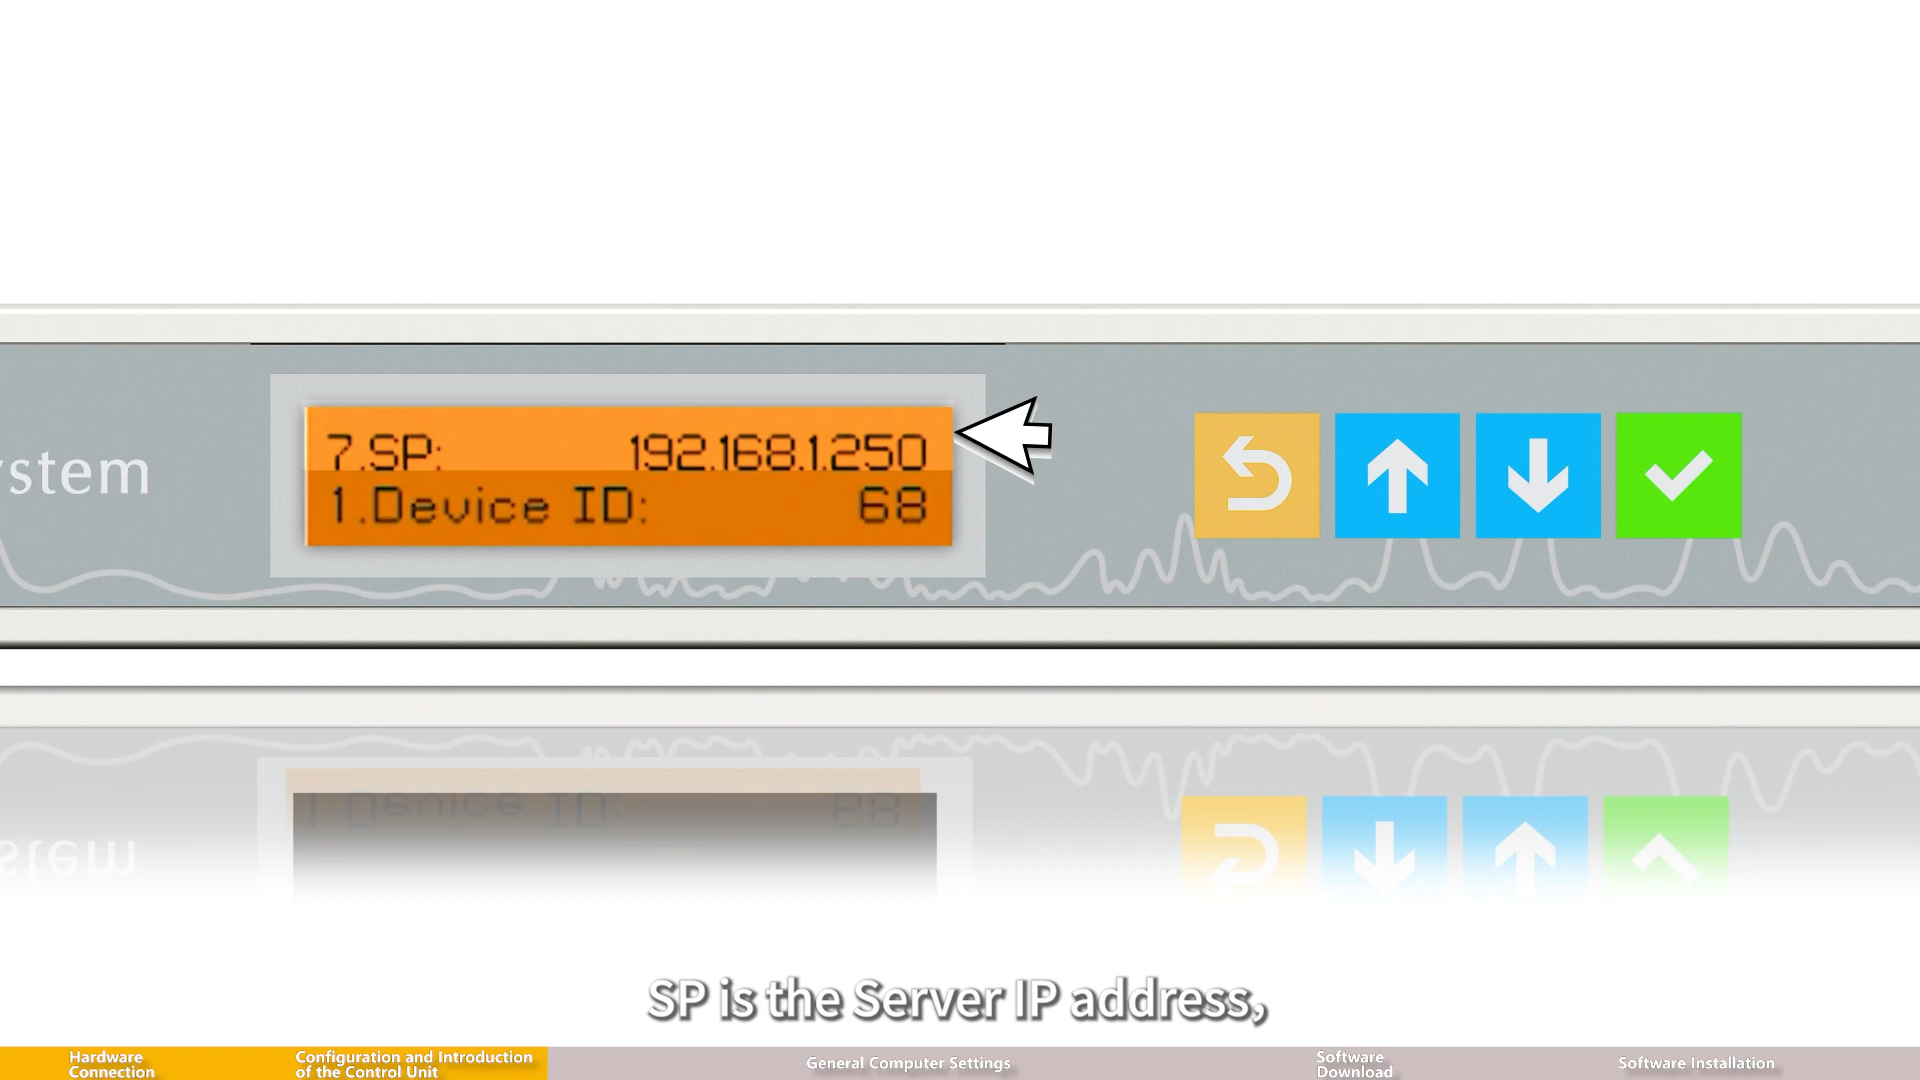 ystem
7.SP: 192.168.1.250
1.Device ID: 68
SP is the Server IP address,
Hardware
Connection
Configuration and Introduction
of the Control Unit
General Computer Settings
Software
Download
Software Installation